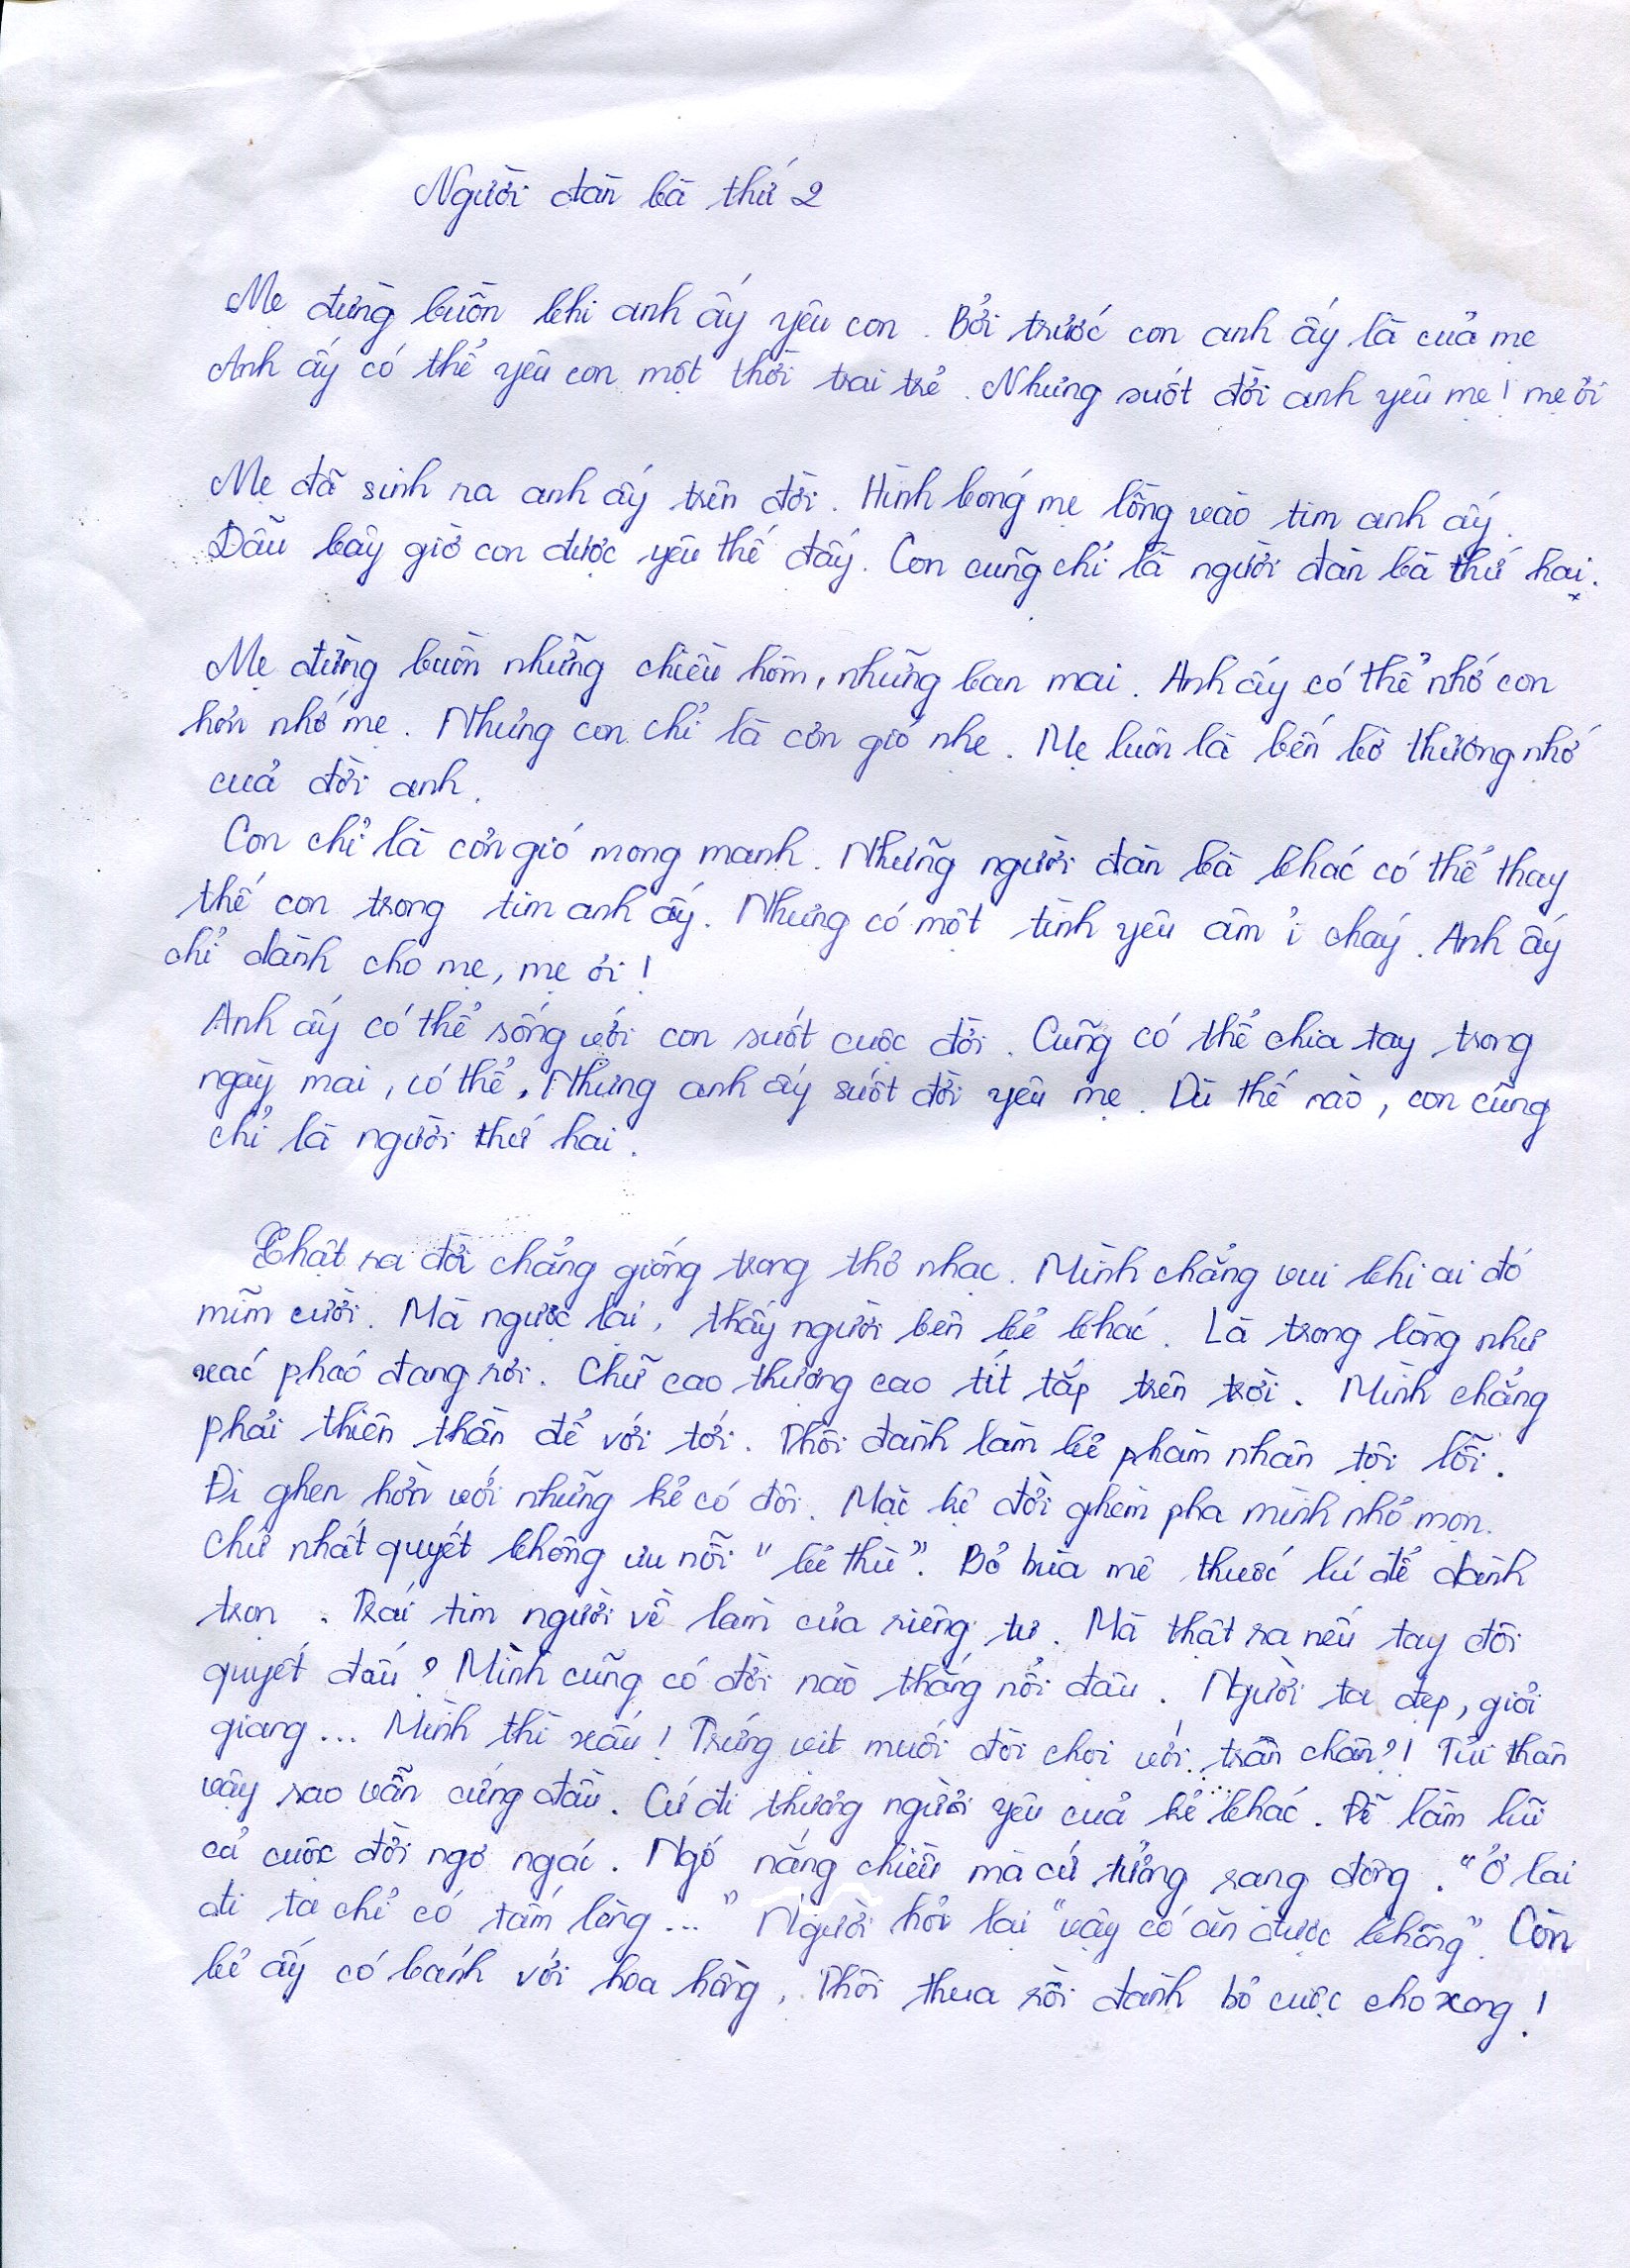 Người đàn bà thứ 2
Mẹ đừng buồn khi anh ấy yêu con. Bởi trước con anh ấy là của mẹ
Anh ấy có thể yêu con một thời trai trẻ. Nhưng suốt đời anh yêu mẹ! mẹ ơi
Mẹ đã sinh ra anh ấy trên đời. Hình bóng mẹ lồng vào tim anh ấy.
Dẫu bây giờ con được yêu thế đấy. Con cũng chỉ là người đàn bà thứ hai.
Mẹ đừng buồn những chiều hôm, những ban mai. Anh ấy có thể nhớ con
hơn nhớ mẹ. Nhưng con chỉ là cơn gió nhẹ. Mẹ luôn là bến bờ thương nhớ
của đời anh.
Con chỉ là cơn gió mong manh. Những người đàn bà khác có thể thay
thế con trong tim anh ấy. Nhưng có một tình yêu âm ỉ cháy. Anh ấy
chỉ dành cho mẹ, mẹ ơi!
Anh ấy có thể sống với con suốt cuộc đời. Cũng có thể chia tay trong
ngày mai, có thể. Nhưng anh ấy suốt đời yêu mẹ. Dù thế nào, con cũng
chỉ là người thứ hai.
Thật ra đời chẳng giống trong thơ nhạc. Mình chẳng vui khi ai đó
mĩm cười. Mà ngược lại, thấy người bên kẻ khác. Là trong lòng như
xác pháo đang rơi. Chữ cao thượng cao tít tắp trên trời. Mình chẳng
phải thiên thần để với tới. Thôi đành làm kẻ phàm nhân tội lỗi.
Đi ghen hờn với những kẻ có đôi. Mặc kệ đời ghèm pha mình nhỏ mọn.
Chứ nhất quyết không ưu nỗi "kẻ thù". Bỏ bùa mê thuốc lú để dành
trọn. Trái tim người về làm của riêng tư. Mà thật ra nếu tay đôi
quyết đấu? Mình cũng có đời nào thắng nổi đâu. Người ta đẹp, giỏi
giang... Mình thì xấu! Trứng vịt muối đòi chọi với trân châu?! Tủi thân
vậy sao vẫn cứng đầu. Cứ đi thương người yêu của kẻ khác. Để lầm lũi
cả cuộc đời ngơ ngác. Ngó nắng chiều mà cứ tưởng rạng đông. "Ở lại
đi ta chỉ có tấm lòng..." Người hỏi lại "vậy có ăn được không". Còn
kẻ ấy có bánh với hoa hồng, Thôi thua rồi đành bỏ cuộc cho xong!